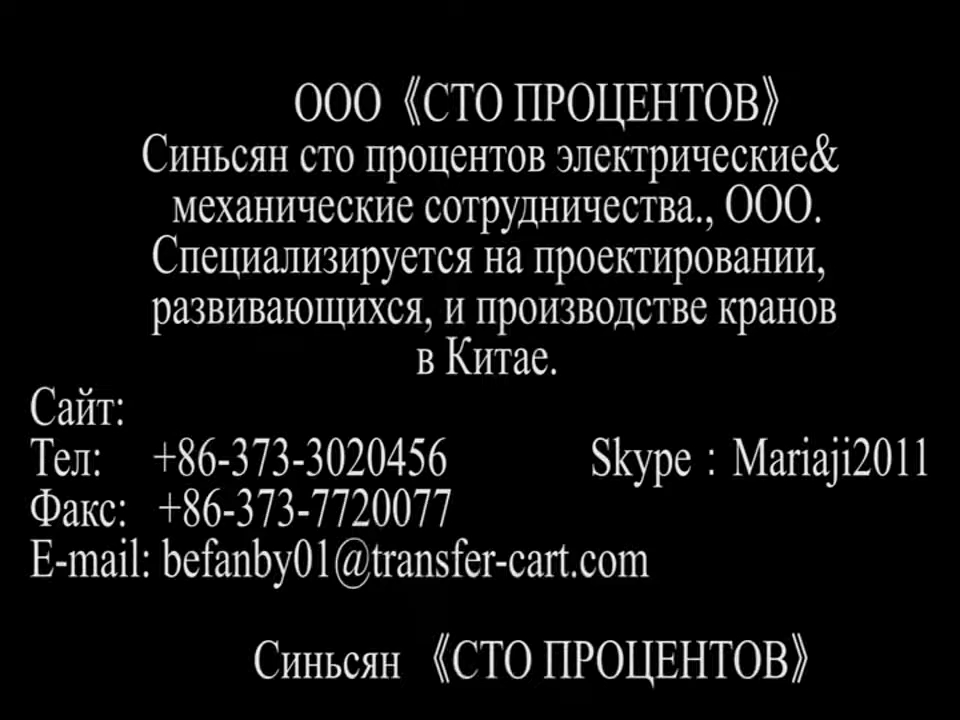 ООО《СТО ПРОЦЕНТОВ》
Синьсян сто процентов электрические&
механические сотрудничества., ООО.
Специализируется на проектировании,
развивающихся, и производстве кранов
в Китае.
Сайт:
Тел: +86-373-3020456 Skype : Mariaji2011
Факс: +86-373-7720077
E-mail: befanby01@transfer-cart.com
Синьсян 《СТО ПРОЦЕНТОВ》